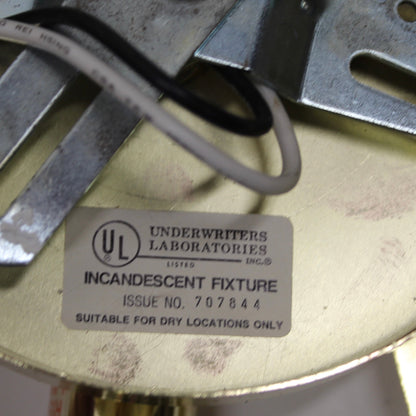 UL
®
UNDERWRITERS
LABORATORIES
INC.®
LISTED
INCANDESCENT FIXTURE
ISSUE NO. 707844
SUITABLE FOR DRY LOCATIONS ONLY